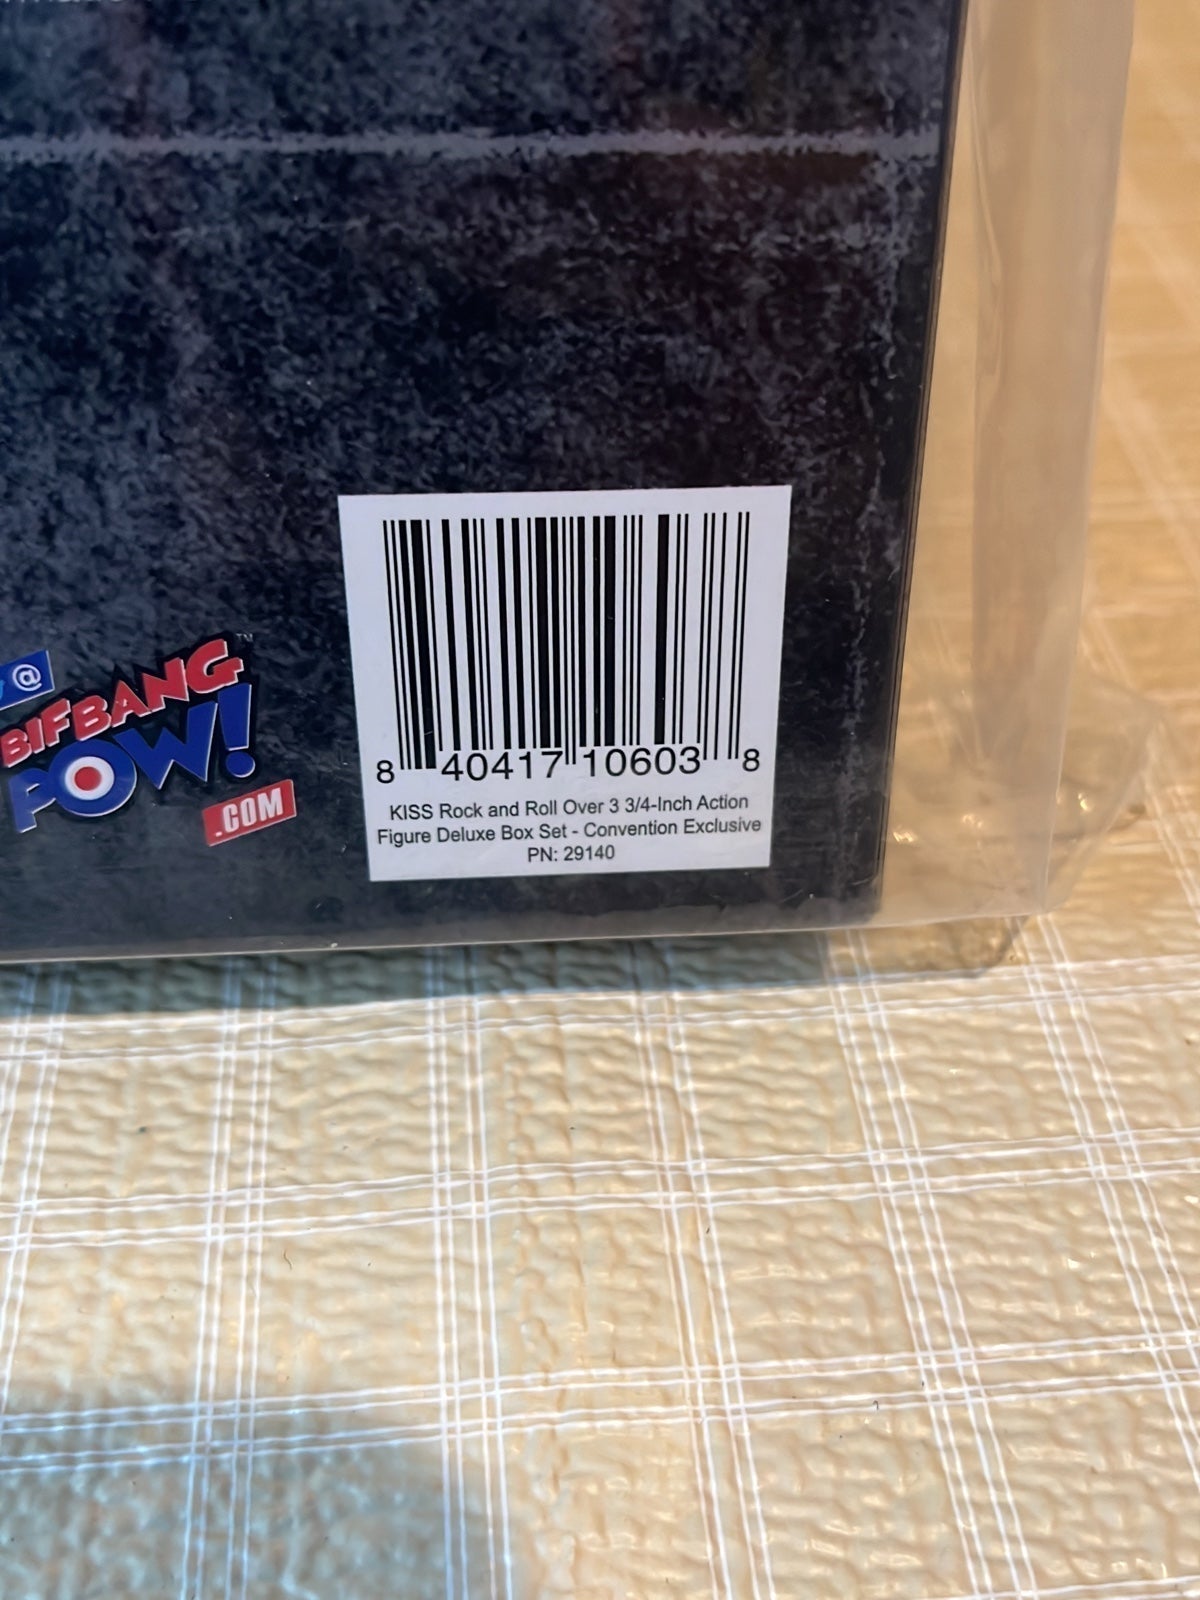 @
BIFBANG™
POW!
.COM
8 40417 10603 8
KISS Rock and Roll Over 3 3/4-Inch Action
Figure Deluxe Box Set - Convention Exclusive
PN: 29140